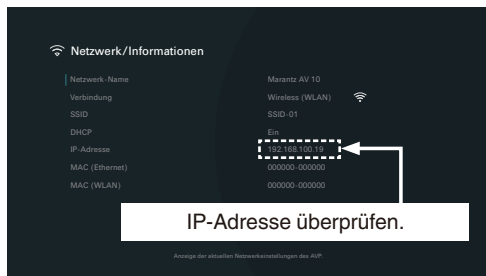 Netzwerk/Informationen
Netzwerk-Name Marantz AV 10
Verbindung Wireless (WLAN)
SSID SSID-01
DHCP Ein
IP-Adresse 192.168.100.19
MAC (Ethernet) 000000-000000
MAC (WLAN) 000000-000000
IP-Adresse überprüfen.
Anzeige der aktuellen Netzwerkeinstellungen des AVP.